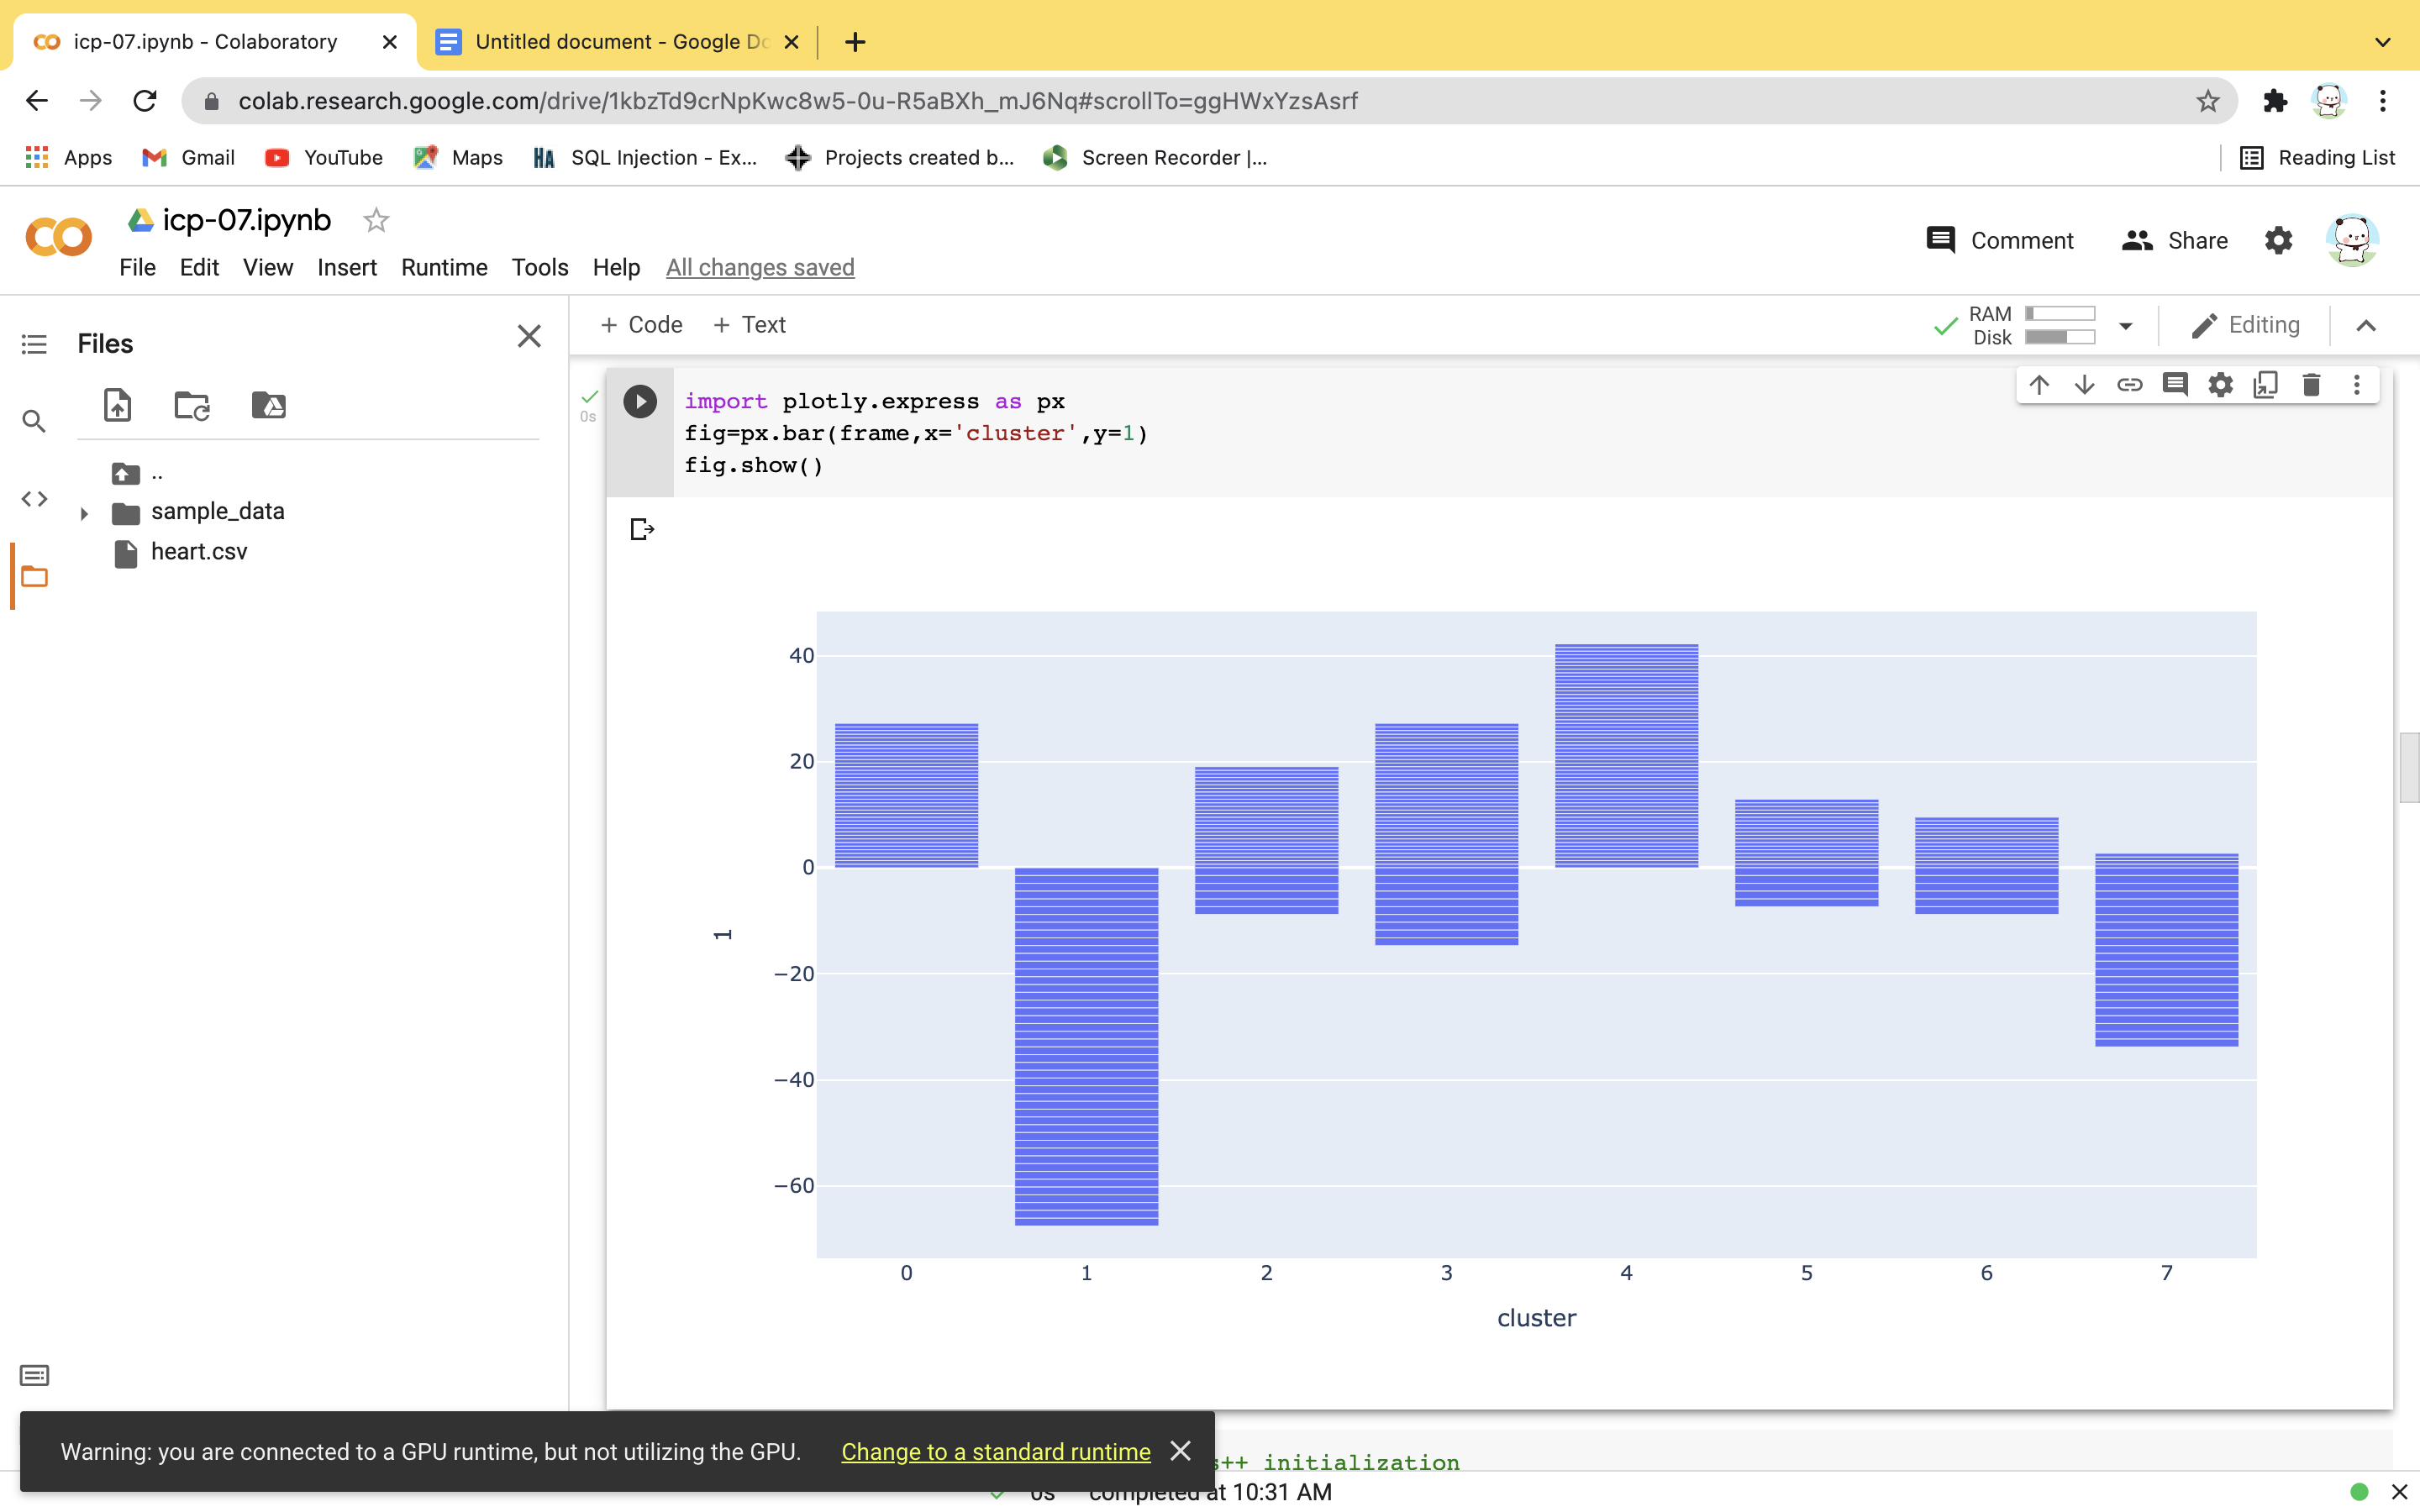 icp-07.ipynb - Colaboratory
Untitled document - Google Do
colab.research.google.com/drive/1kbzTd9crNpKwc8w5-0u-R5aBXh_mJ6Nq#scrollTo=ggHWxYzsAsrf
Apps
Gmail
YouTube
Maps
HA SQL Injection - Ex...
Projects created b...
Screen Recorder |...
Reading List
icp-07.ipynb
File Edit View Insert Runtime Tools Help All changes saved
Comment
Share
Files
+ Code + Text
RAM
Disk
Editing
..
sample_data
heart.csv
0s
import plotly.express as px
fig=px.bar(frame,x='cluster',y=1)
fig.show()
40
20
0
−20
−40
−60
1
0 1 2 3 4 5 6 7
cluster
Warning: you are connected to a GPU runtime, but not utilizing the GPU. Change to a standard runtime
s++ initialization
0s completed at 10:31 AM